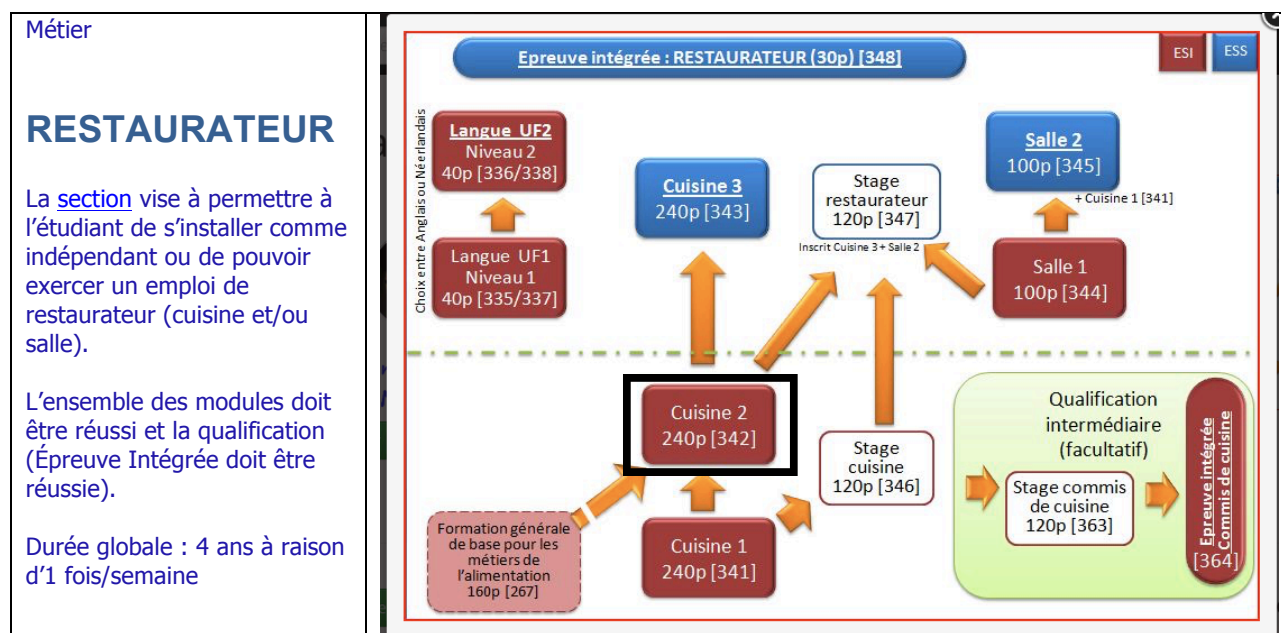 Métier
RESTAURATEUR
La section vise à permettre à
l’étudiant de s’installer comme
indépendant ou de pouvoir
exercer un emploi de
restaurateur (cuisine et/ou
salle).
L’ensemble des modules doit
être réussi et la qualification
(Épreuve Intégrée doit être
réussie).
Durée globale : 4 ans à raison
d’1 fois/semaine
Epreuve intégrée : RESTAURATEUR (30p) [348]
ESI
ESS
Choix entre Anglais ou Néerlandais
Langue UF2
Niveau 2
40p [336/338]
Langue UF1
Niveau 1
40p [335/337]
Cuisine 3
240p [343]
Stage
restaurateur
120p [347]
Inscrit Cuisine 3 + Salle 2
Salle 2
100p [345]
+ Cuisine 1 [341]
Salle 1
100p [344]
Cuisine 2
240p [342]
Formation générale
de base pour les
métiers de
l’alimentation
160p [267]
Cuisine 1
240p [341]
Stage
cuisine
120p [346]
Qualification
intermédiaire
(facultatif)
Stage commis
de cuisine
120p [363]
Epreuve intégrée
Commis de cuisine
[364]